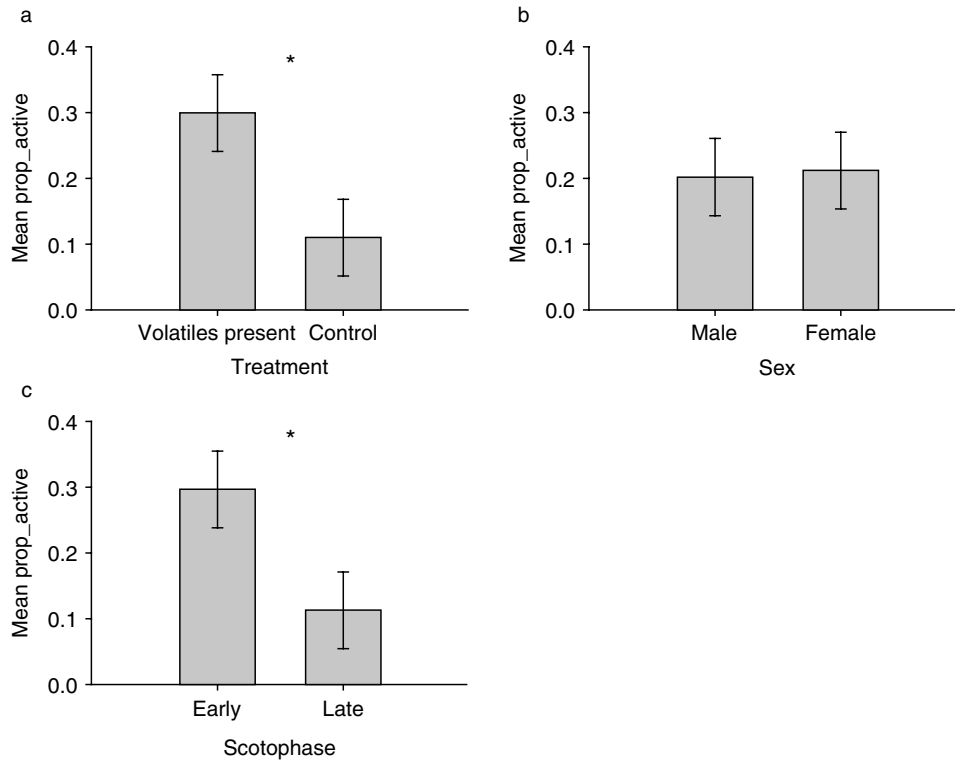 a
0.4
0.3
0.2
0.1
0.0
Mean prop_active
*
Volatiles present Control
Treatment
b
0.4
0.3
0.2
0.1
0.0
Mean prop_active
Male Female
Sex
c
0.4
0.3
0.2
0.1
0.0
Mean prop_active
*
Early Late
Scotophase